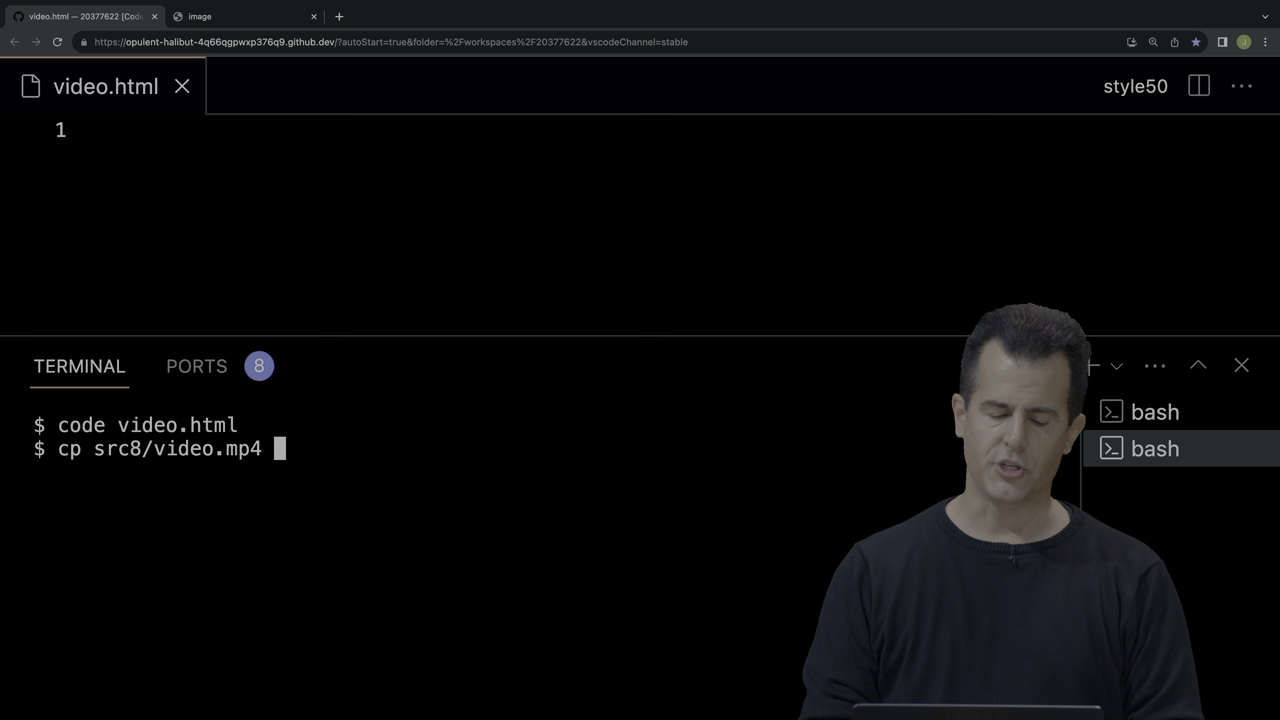 video.html — 20377622 [Code
image
https://opulent-halibut-4q66qgpwxp376q9.github.dev/?autoStart=true&folder=%2Fworkspaces%2F20377622&vscodeChannel=stable
J
video.html
style50
1
TERMINAL
PORTS
8
$ code video.html
$ cp src8/video.mp4
bash
bash